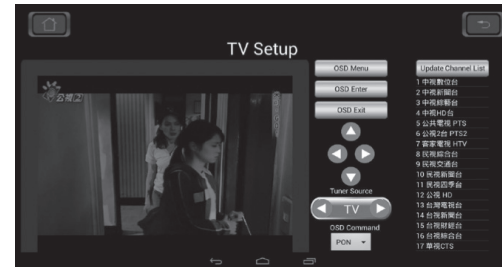 TV Setup
公視2
OSD Menu
OSD Enter
OSD Exit
Tuner Source
TV
OSD Command
PON
Update Channel List
1 中視數位台
2 中視新聞台
3 中視綜藝台
4 中視HD台
5 公共電視 PTS
6 公視2台 PTS2
7 客家電視 HTV
8 民視綜合台
9 民視交通台
10 民視新聞台
11 民視四季台
12 公視 HD
13 台灣電視台
14 台視新聞台
15 台視財經台
16 台視綜合台
17 華視CTS